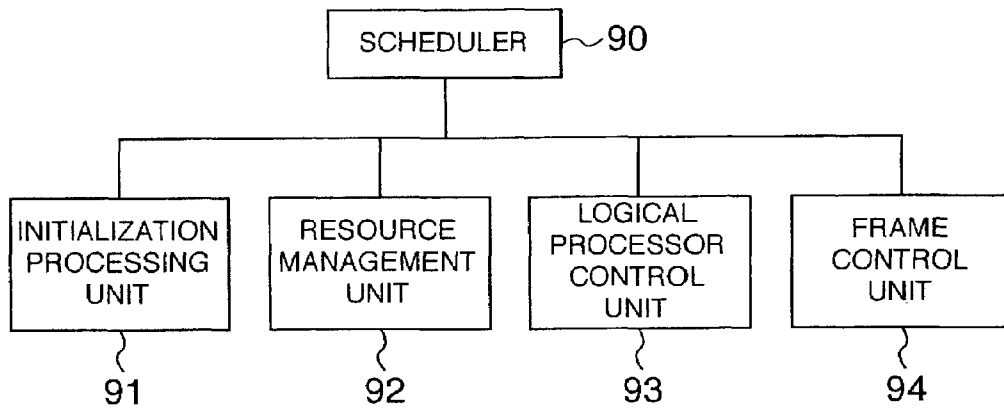 SCHEDULER
90
INITIALIZATION
PROCESSING
UNIT
RESOURCE
MANAGEMENT
UNIT
LOGICAL
PROCESSOR
CONTROL
UNIT
FRAME
CONTROL
UNIT
91
92
93
94